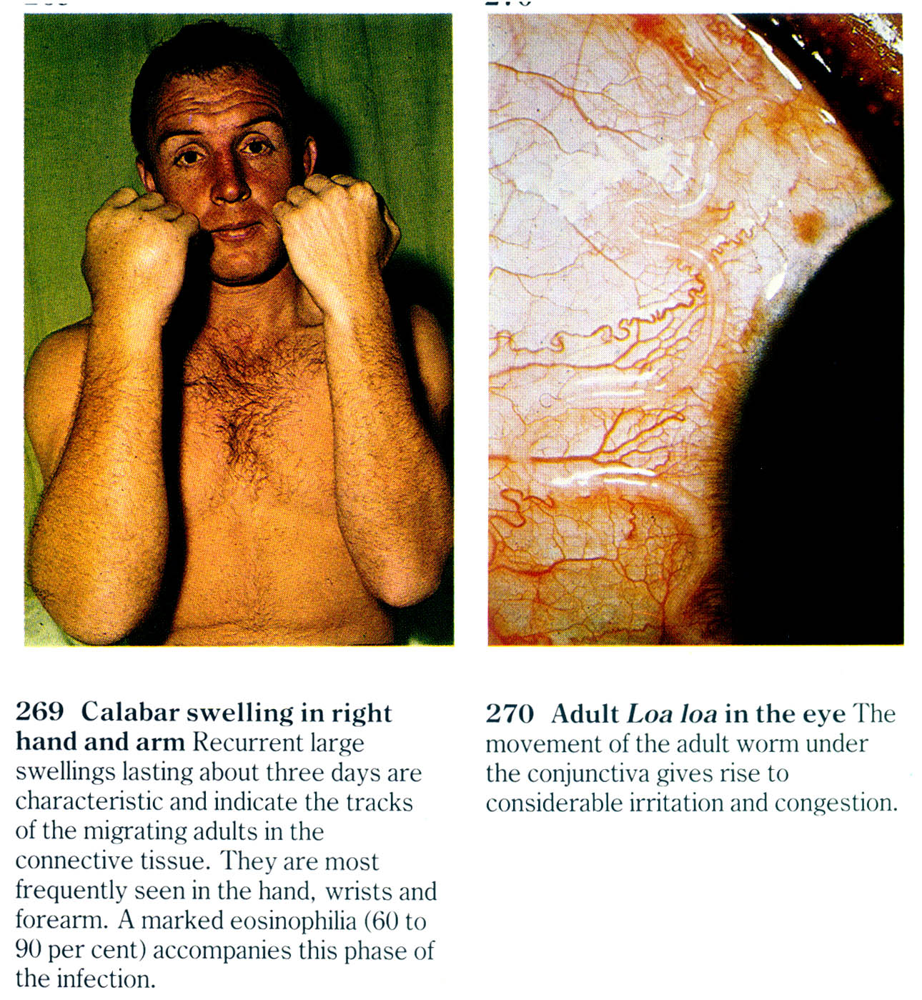 269 Calabar swelling in right
hand and arm Recurrent large
swellings lasting about three days are
characteristic and indicate the tracks
of the migrating adults in the
connective tissue. They are most
frequently seen in the hand, wrists and
forearm. A marked eosinophilia (60 to
90 per cent) accompanies this phase of
the infection.
270 Adult Loa loa in the eye The
movement of the adult worm under
the conjunctiva gives rise to
considerable irritation and congestion.